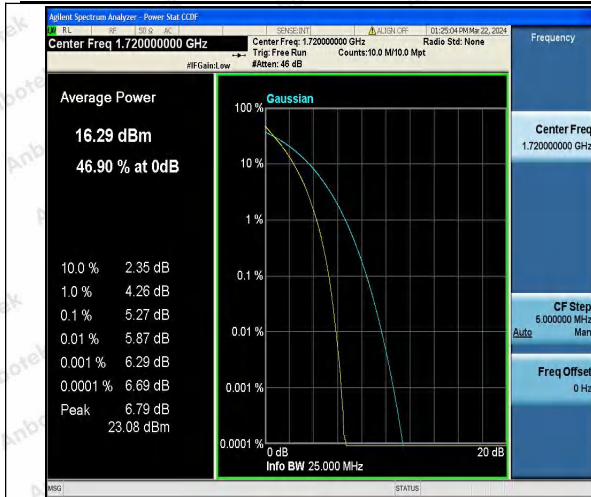 Agilent Spectrum Analyzer - Power Stat CCDF
RL RF 50 Ω AC SENSE:INT ALIGN OFF 01:25:04 PM Mar 22, 2024
Center Freq 1.720000000 GHz
Center Freq: 1.720000000 GHz Radio Std: None
Trig: Free Run Counts:10.0 M/10.0 Mpt
#IFGain:Low #Atten: 46 dB
Frequency
Average Power
16.29 dBm
46.90 % at 0dB
10.0 % 2.35 dB
1.0 % 4.26 dB
0.1 % 5.27 dB
0.01 % 5.87 dB
0.001 % 6.29 dB
0.0001 % 6.69 dB
Peak 6.79 dB
23.08 dBm
Gaussian
100 %
10 %
1 %
0.1 %
0.01 %
0.001 %
0.0001 %
0 dB 20 dB
Info BW 25.000 MHz
Center Freq
1.720000000 GHz
CF Step
5.000000 MHz
Auto Man
Freq Offset
0 Hz
MSG STATUS